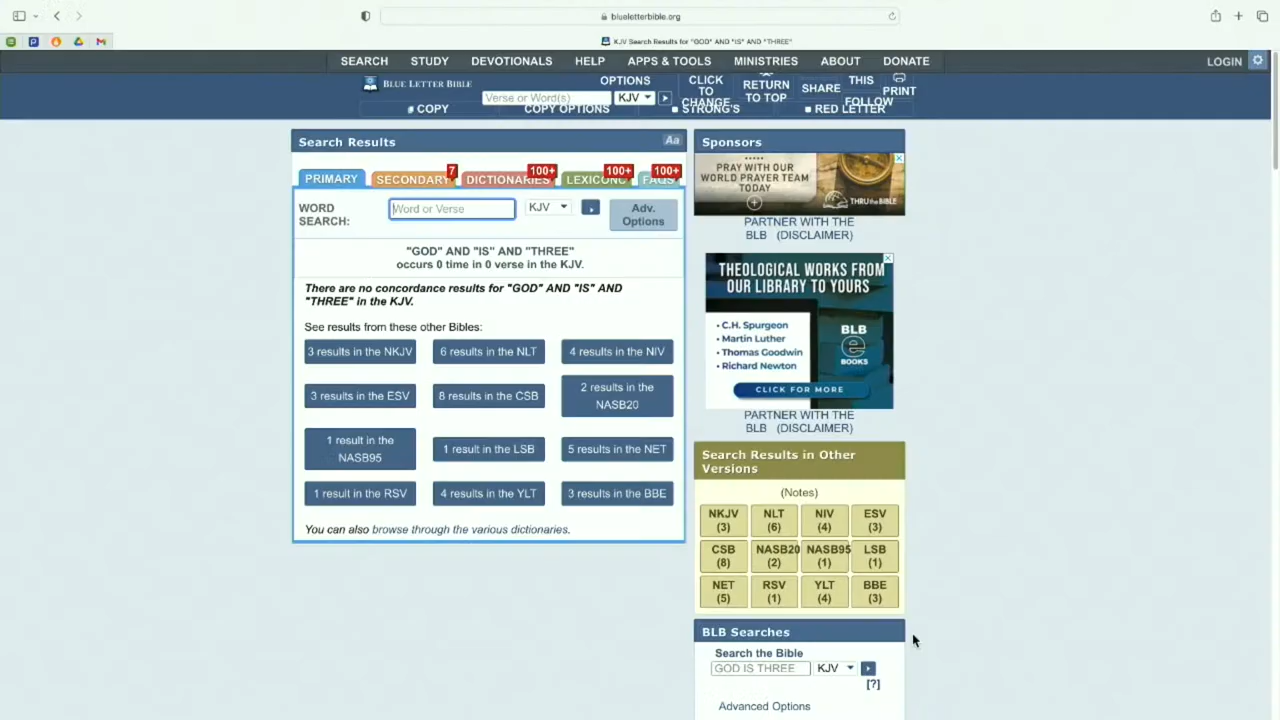 blueletterbible.org
KJV Search Results for "GOD" AND "IS" AND "THREE"
SEARCH STUDY DEVOTIONALS HELP APPS & TOOLS MINISTRIES ABOUT DONATE LOGIN
BLUE LETTER BIBLE
Verse or Word(s) KJV
OPTIONS
CLICK TO CHANGE
RETURN TO TOP
SHARE
THIS
FOLLOW
PRINT
COPY COPY OPTIONS STRONG'S RED LETTER
Search Results Aa
PRIMARY SECONDARY 7 DICTIONARIES 100+ LEXICONC 100+ FAQS 100+
WORD SEARCH: Word or Verse KJV Adv. Options
"GOD" AND "IS" AND "THREE"
occurs 0 time in 0 verse in the KJV.
There are no concordance results for "GOD" AND "IS" AND
"THREE" in the KJV.
See results from these other Bibles:
3 results in the NKJV 6 results in the NLT 4 results in the NIV
3 results in the ESV 8 results in the CSB 2 results in the NASB20
1 result in the NASB95 1 result in the LSB 5 results in the NET
1 result in the RSV 4 results in the YLT 3 results in the BBE
You can also browse through the various dictionaries.
Sponsors
PRAY WITH OUR
WORLD PRAYER TEAM
TODAY
THRU THE BIBLE
PARTNER WITH THE
BLB (DISCLAIMER)
THEOLOGICAL WORKS FROM
OUR LIBRARY TO YOURS
• C.H. Spurgeon
• Martin Luther
• Thomas Goodwin
• Richard Newton
BLB
e
BOOKS
CLICK FOR MORE
PARTNER WITH THE
BLB (DISCLAIMER)
Search Results in Other
Versions
(Notes)
NKJV NLT NIV ESV
(3) (6) (4) (3)
CSB NASB20 NASB95 LSB
(8) (2) (1) (1)
NET RSV YLT BBE
(5) (1) (4) (3)
BLB Searches
Search the Bible
GOD IS THREE KJV
[?]
Advanced Options